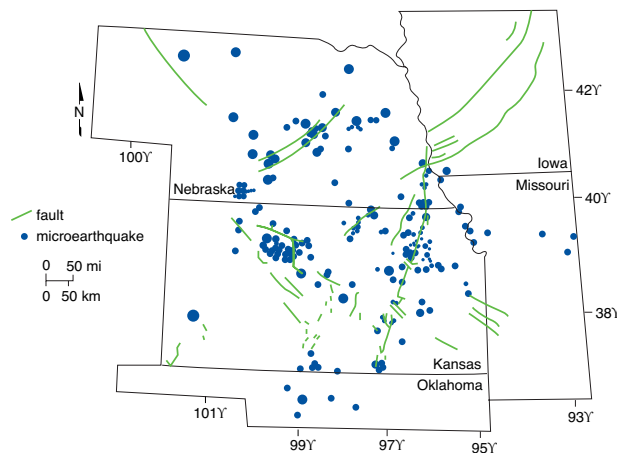 42ϒ
N
100ϒ
Iowa
Missouri
Nebraska
40ϒ
fault
microearthquake
0 50 mi
0 50 km
38ϒ
Kansas
Oklahoma
101ϒ
93ϒ
99ϒ
97ϒ
95ϒ